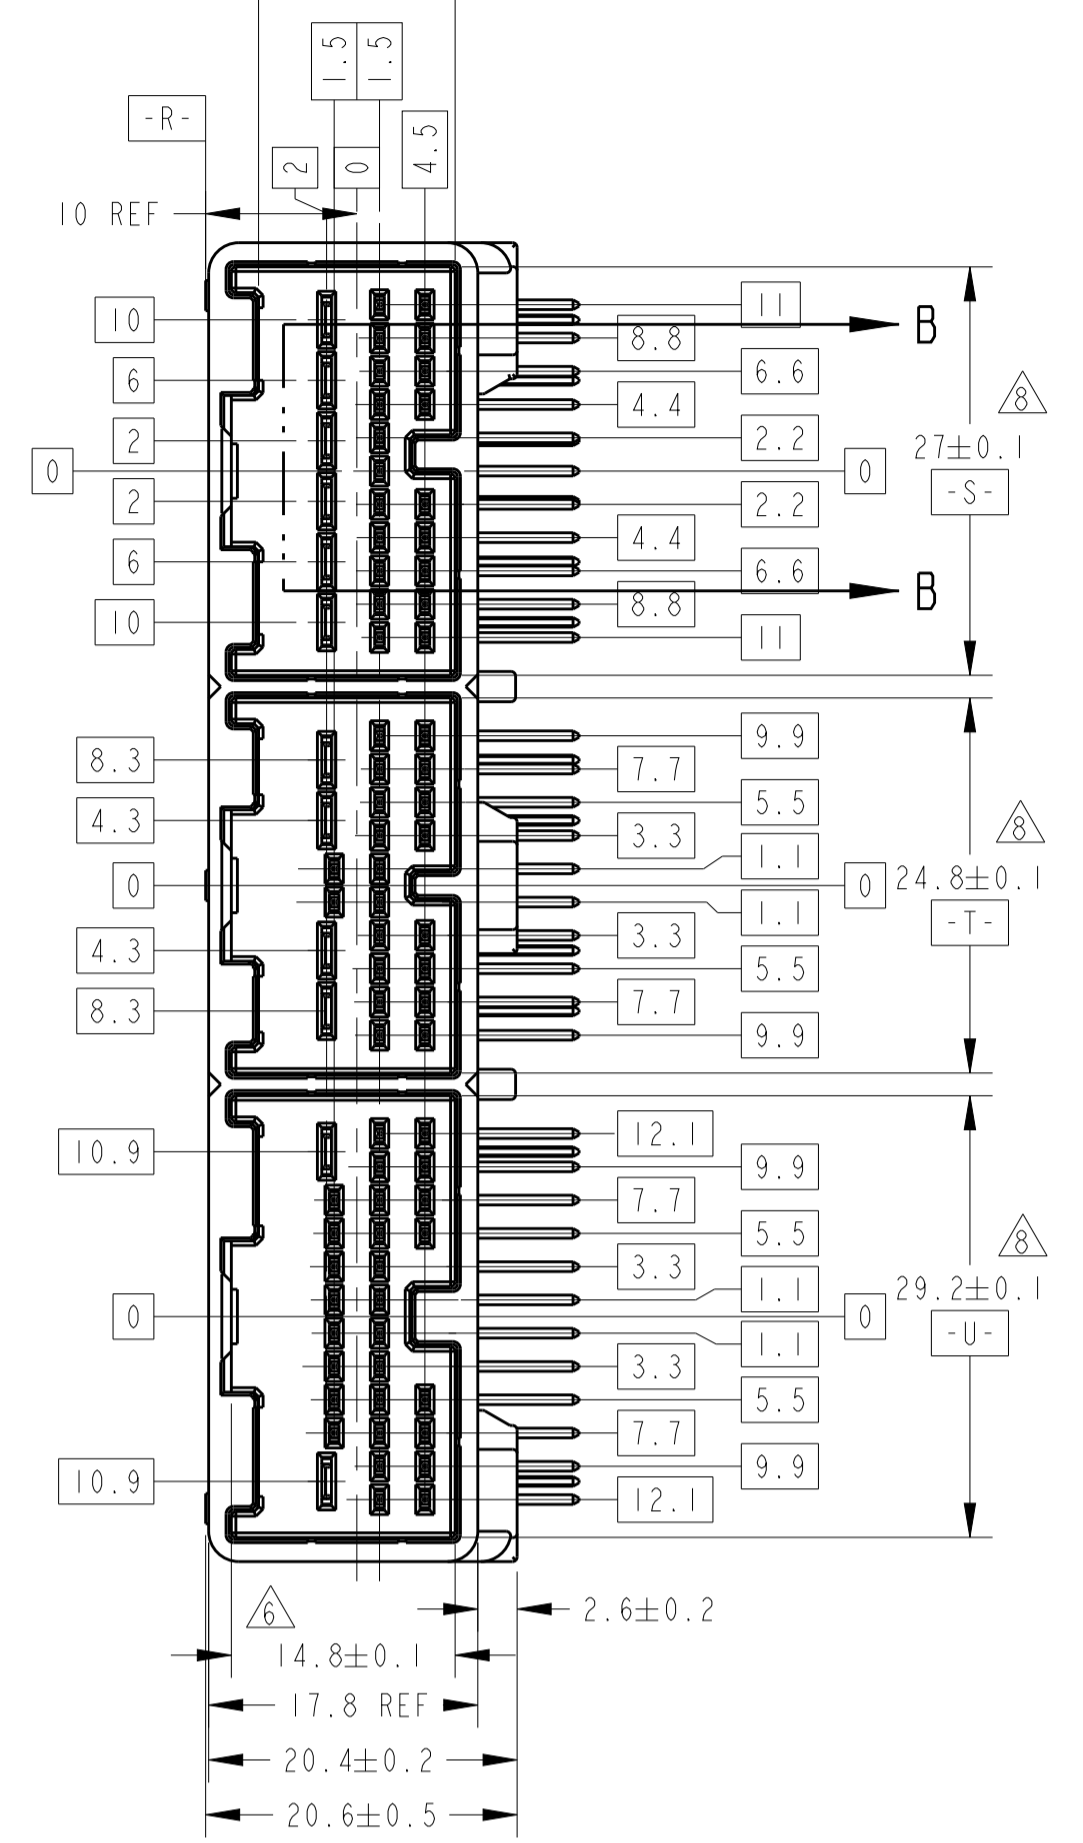 1.5 1.5
-R-
2 0 4.5
10 REF
10 11
8.8 B
6 6.6
4.4 8
2 2.2 27±0.1
0 0
-S-
2 2.2
4.4
6 6.6
8.8 B
10 11
9.9
8.3 7.7
5.5
4.3 3.3 8
1.1
0 0 24.8±0.1
1.1 -T-
4.3 3.3
5.5
8.3 7.7
9.9
12.1
10.9 9.9
7.7
5.5 8
3.3
1.1 29.2±0.1
0 0
1.1 -U-
3.3
5.5
7.7
10.9 9.9
12.1
6 2.6±0.2
14.8±0.1
17.8 REF
20.4±0.2
20.6±0.5